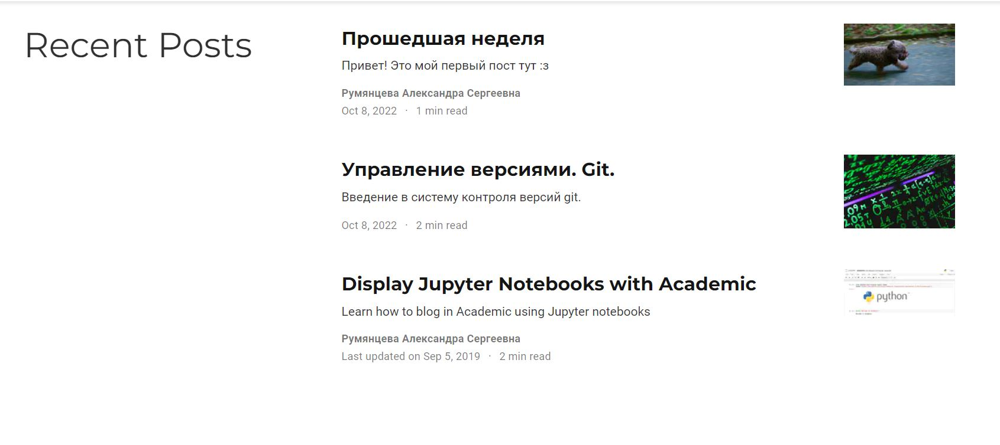 Recent Posts
Прошедшая неделя
Привет! Это мой первый пост тут :з
Румянцева Александра Сергеевна
Oct 8, 2022 · 1 min read
Управление версиями. Git.
Введение в систему контроля версий git.
Oct 8, 2022 · 2 min read
Display Jupyter Notebooks with Academic
Learn how to blog in Academic using Jupyter notebooks
Румянцева Александра Сергеевна
Last updated on Sep 5, 2019 · 2 min read
python